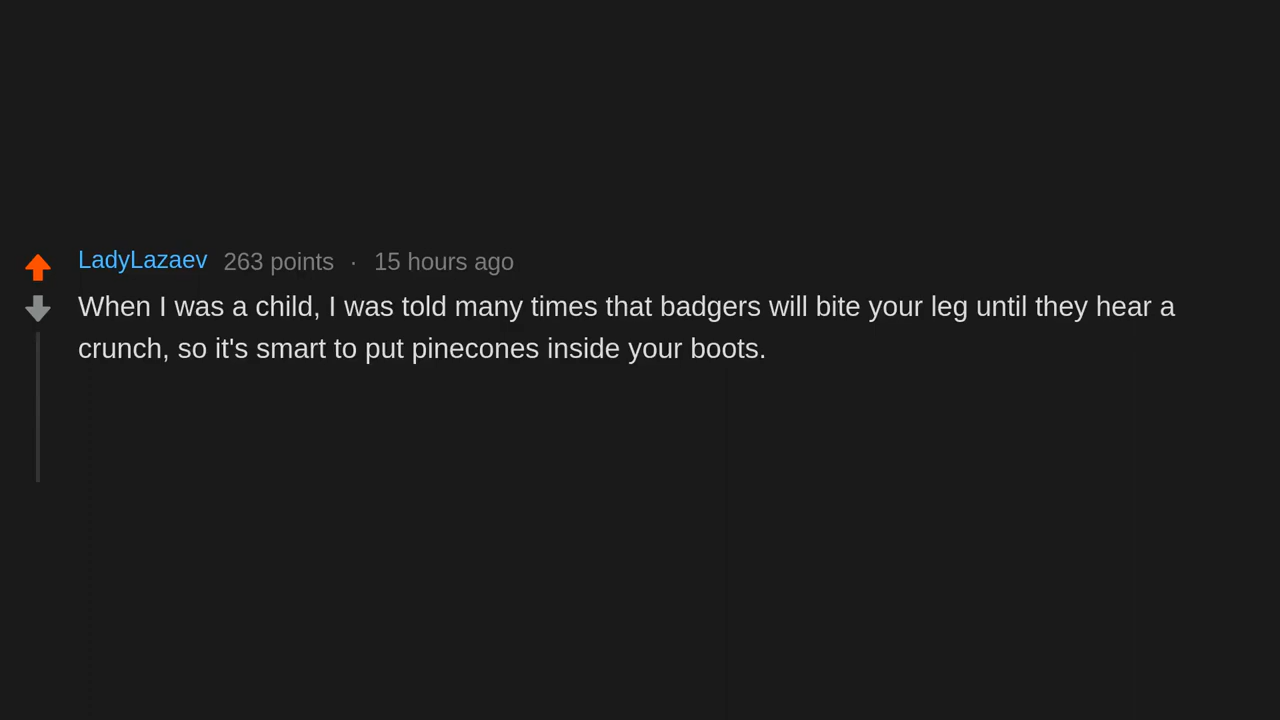 LadyLazaev 263 points · 15 hours ago
When I was a child, I was told many times that badgers will bite your leg until they hear a
crunch, so it's smart to put pinecones inside your boots.